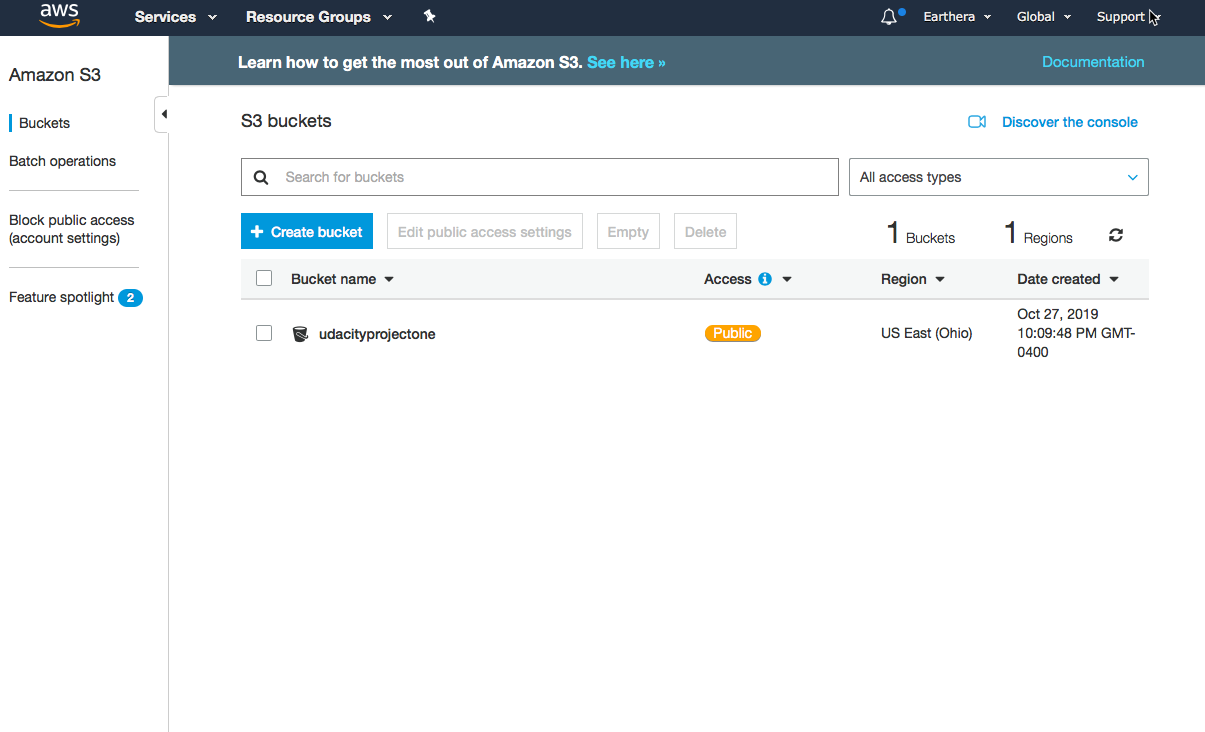 aws
Services
Resource Groups
Earthera
Global
Support
Amazon S3
Buckets
Batch operations
Block public access
(account settings)
Feature spotlight 2
Learn how to get the most out of Amazon S3. See here »
Documentation
S3 buckets
Discover the console
Search for buckets
All access types
Create bucket
Edit public access settings
Empty
Delete
1 Buckets
1 Regions
Bucket name
Access
Region
Date created
udacityprojectone
Public
US East (Ohio)
Oct 27, 2019
10:09:48 PM GMT-
0400